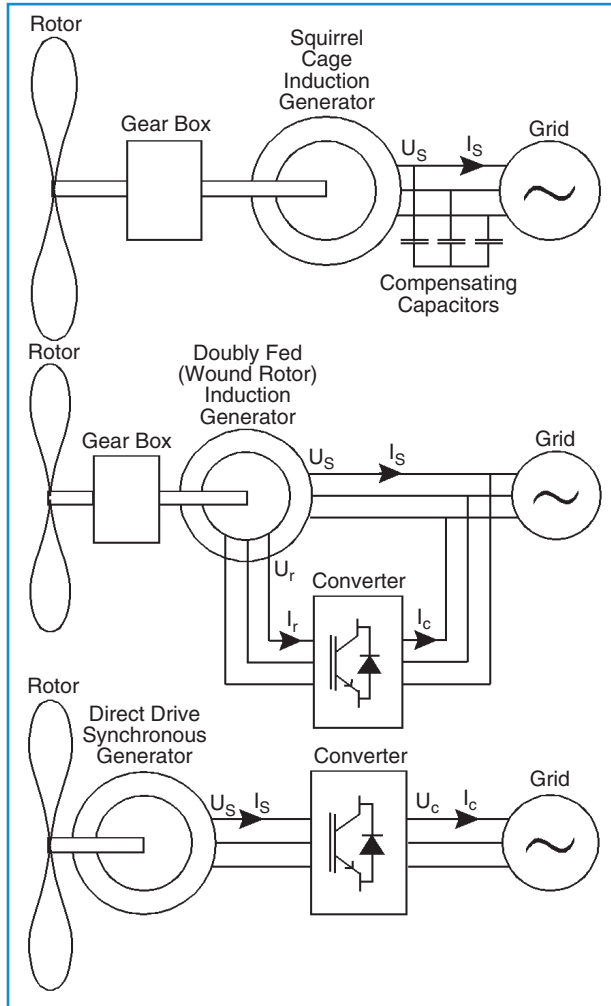 Rotor
Squirrel
Cage
Induction
Generator
Gear Box
U_S
I_S
Grid
Compensating
Capacitors
Rotor
Doubly Fed
(Wound Rotor)
Induction
Generator
Gear Box
U_S
I_S
Grid
U_r
Converter
I_r
I_c
Rotor
Direct Drive
Synchronous
Generator
Converter
Grid
U_S
I_S
U_c
I_c